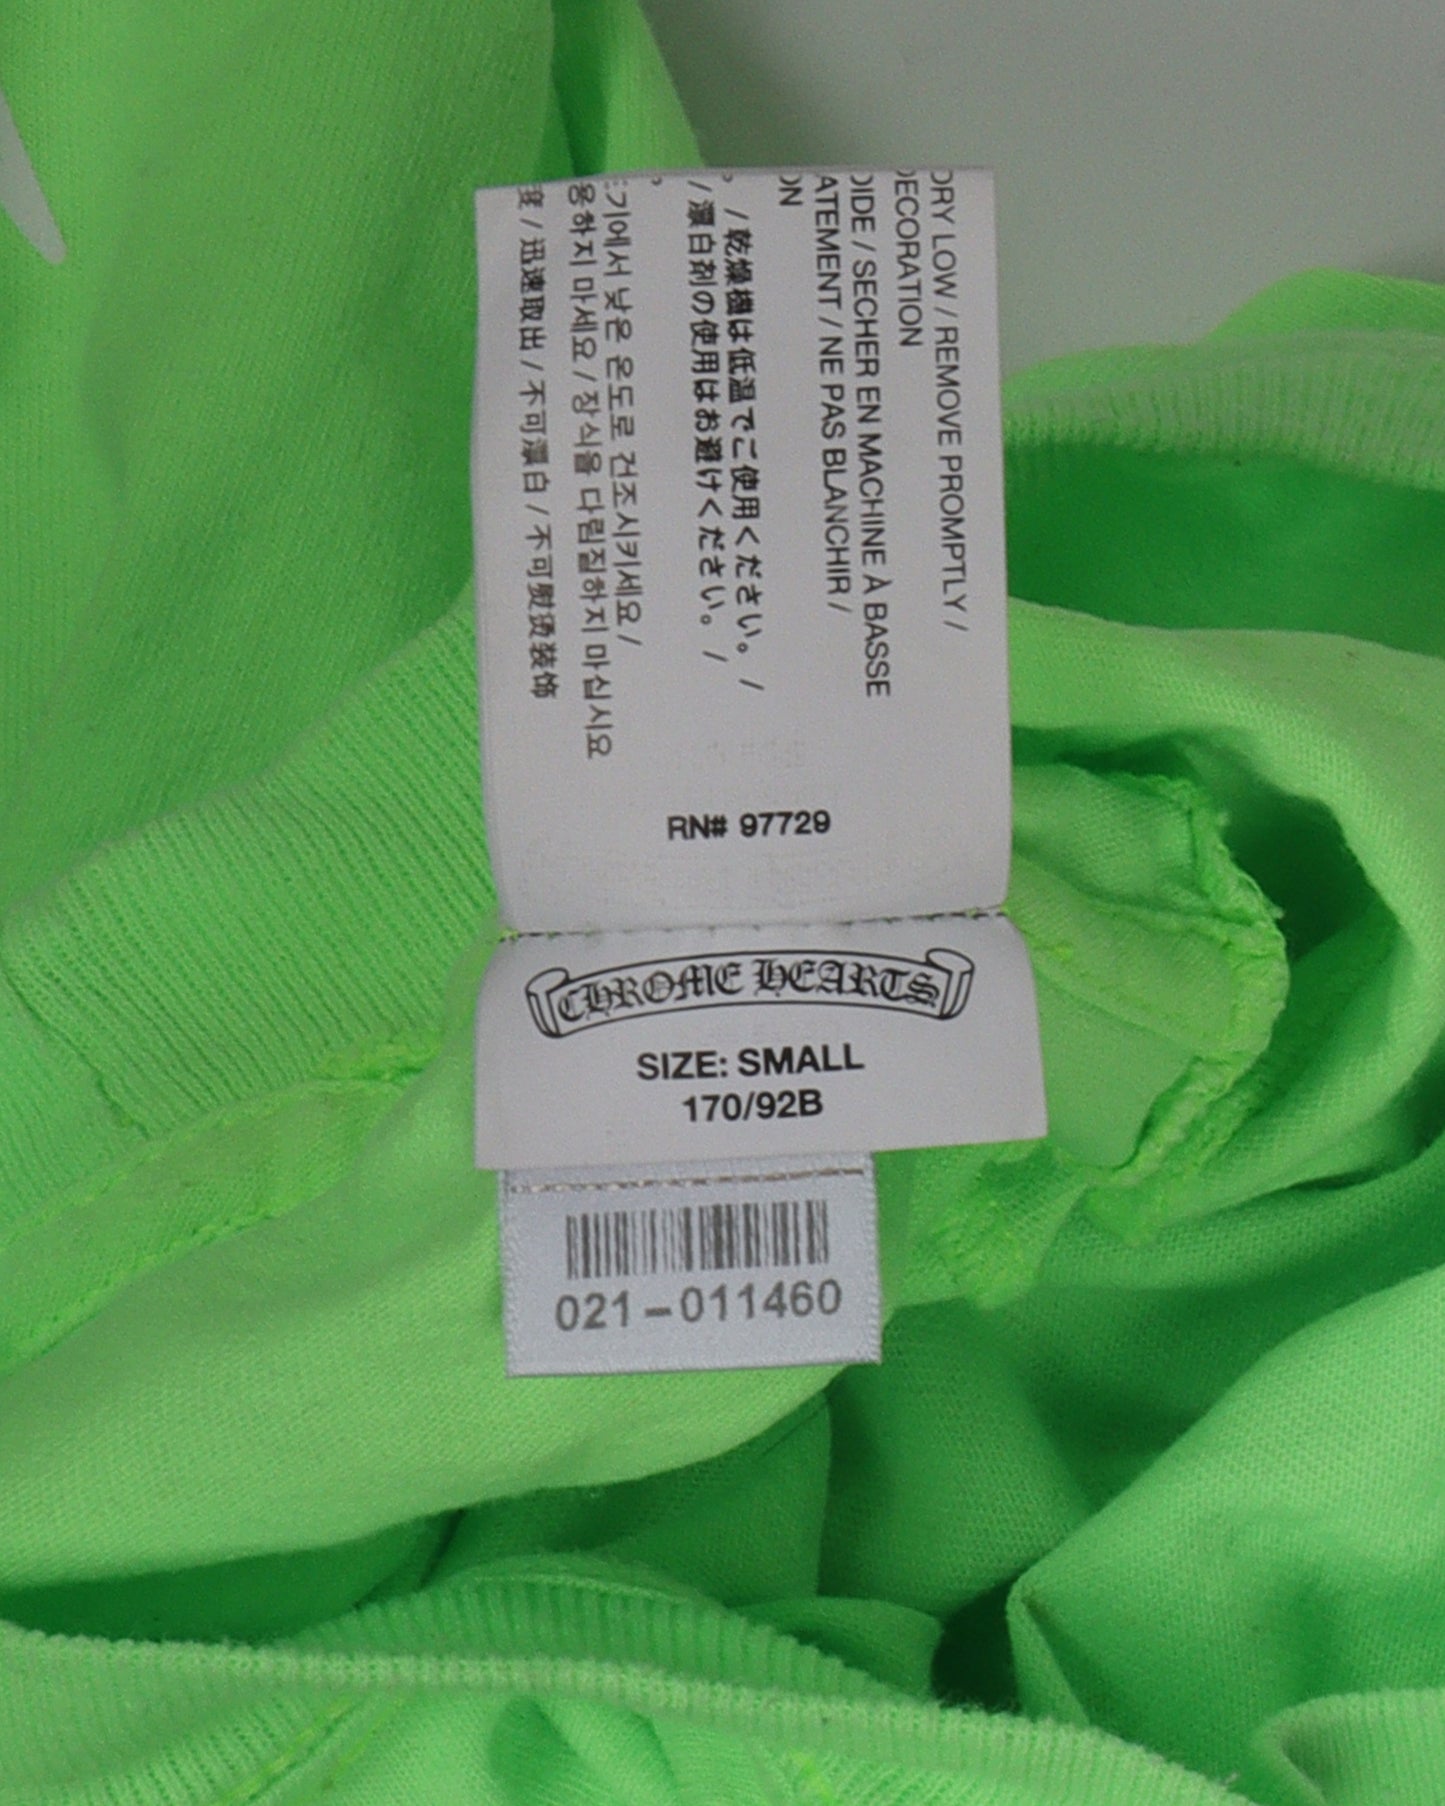 DRY LOW / REMOVE PROMPTLY /
DECORATION
OIDE / SECHER EN MACHINE À BASSE
ATEMENT / NE PAS BLANCHIR /
ON
。 / 乾燥機は低温でご使用ください。 /
/ 漂白剤の使用はお避けください。 /
기에서 낮은 온도로 건조시키세요 /
용하지 마세요 / 장식을 다림질하지 마십시요
度 / 迅速取出 / 不可漂白 / 不可熨烫装饰
RN# 97729
CHROME HEARTS
SIZE: SMALL
170/92B
021-011460